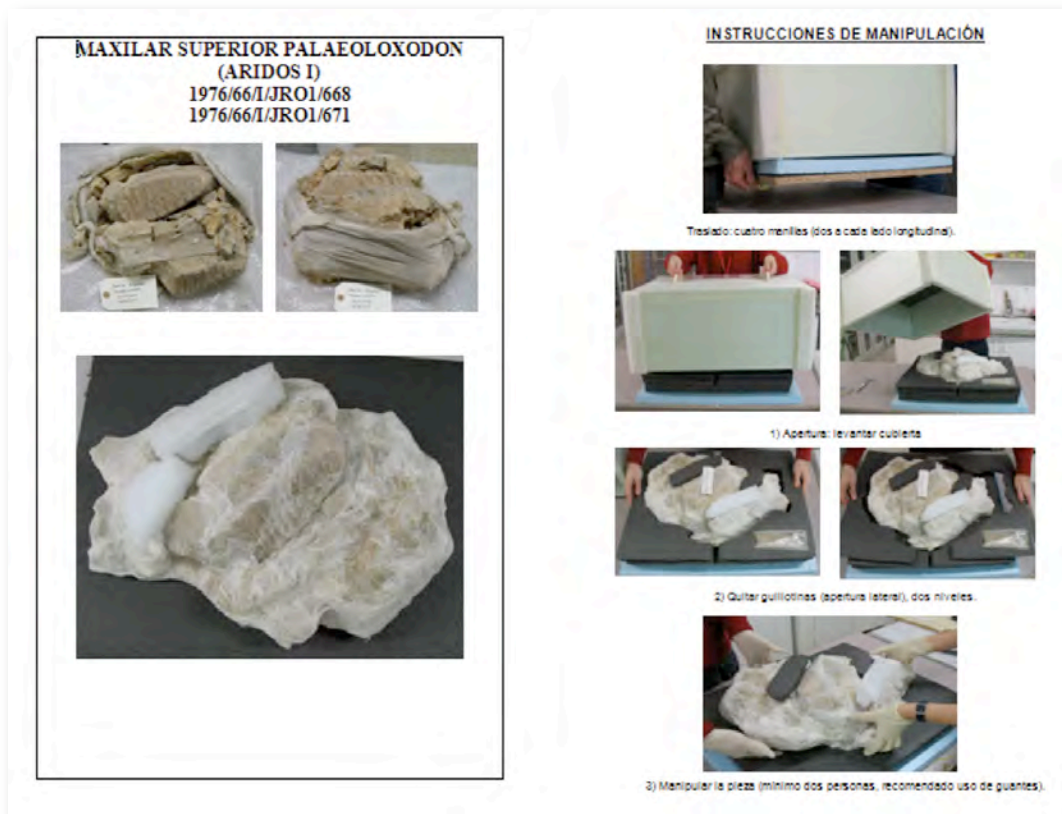 MAXILAR SUPERIOR PALAEOLOXODON
(ARIDOS I)
1976/66/I/JRO1/668
1976/66/I/JRO1/671
INSTRUCCIONES DE MANIPULACIÓN
Traslado: cuatro manillas (dos a cada lado longitudinal).
1) Apertura: levantar cubierta
2) Quitar guillotinas (apertura lateral), dos niveles.
3) Manipular la pieza (mínimo dos personas, recomendado uso de guantes).